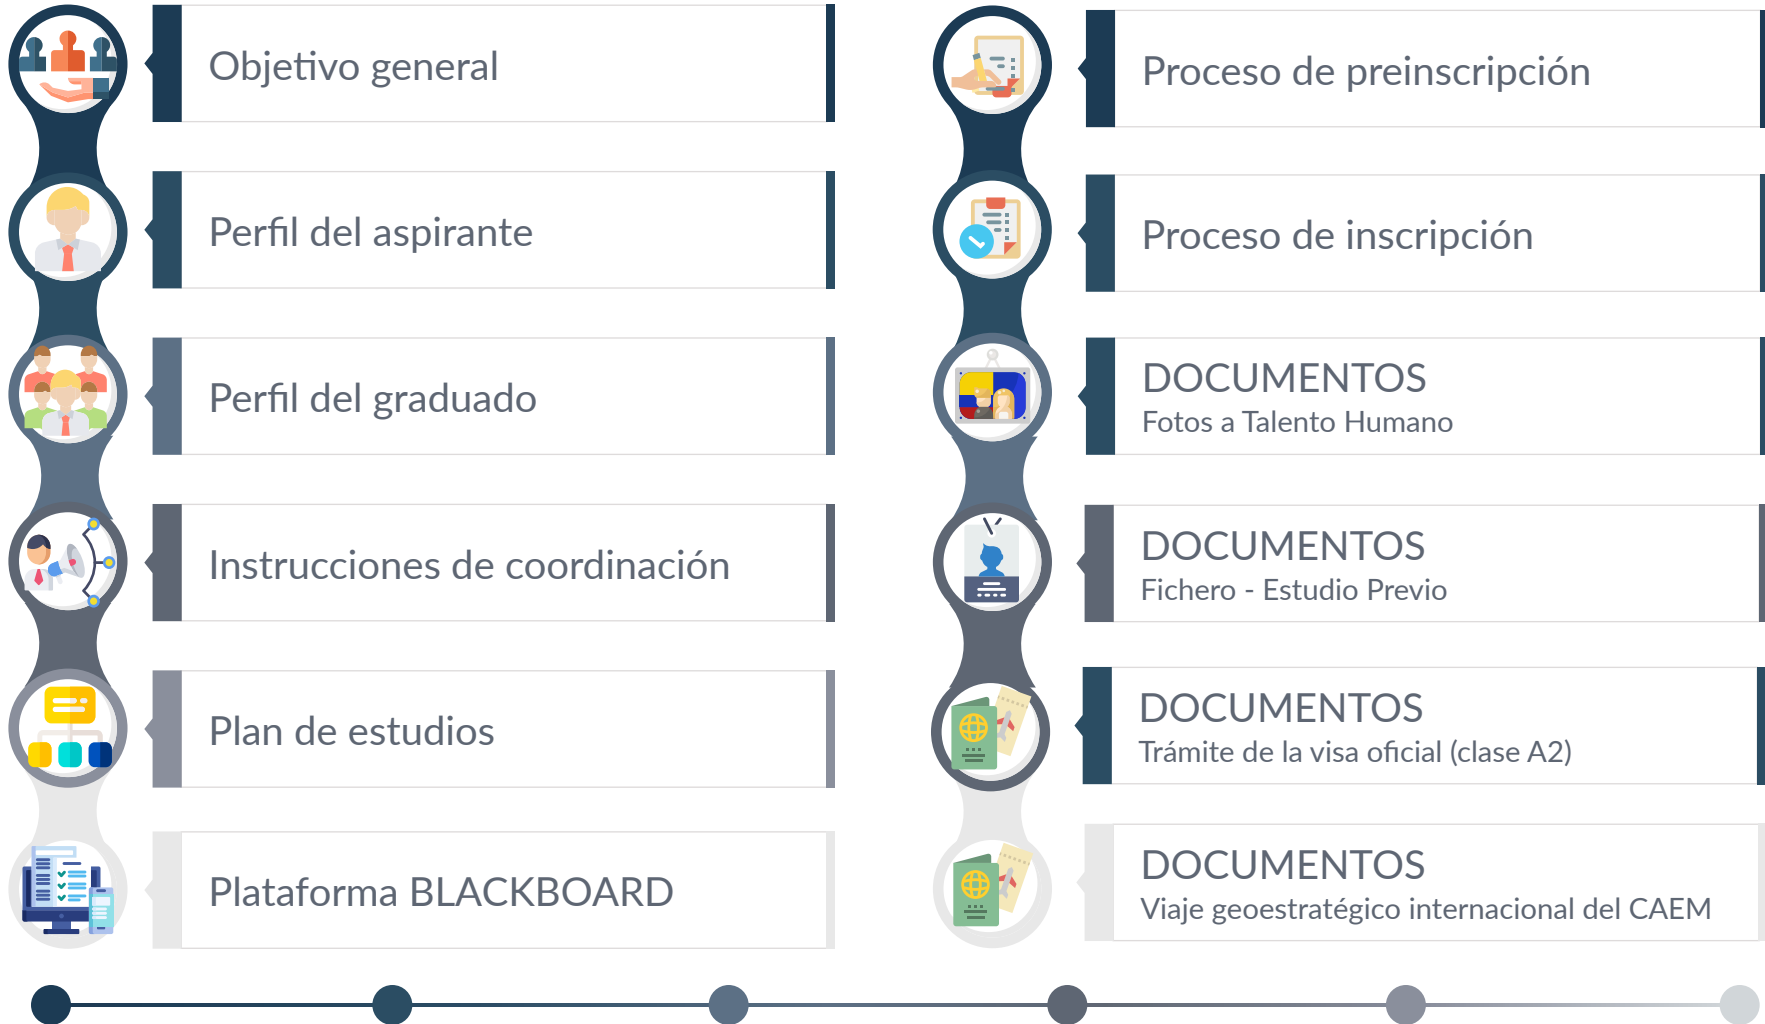 Objetivo general
Perfil del aspirante
Perfil del graduado
Instrucciones de coordinación
Plan de estudios
Plataforma BLACKBOARD
Proceso de preinscripción
Proceso de inscripción
DOCUMENTOS
Fotos a Talento Humano
DOCUMENTOS
Fichero - Estudio Previo
DOCUMENTOS
Trámite de la visa oficial (clase A2)
DOCUMENTOS
Viaje geoestratégico internacional del CAEM